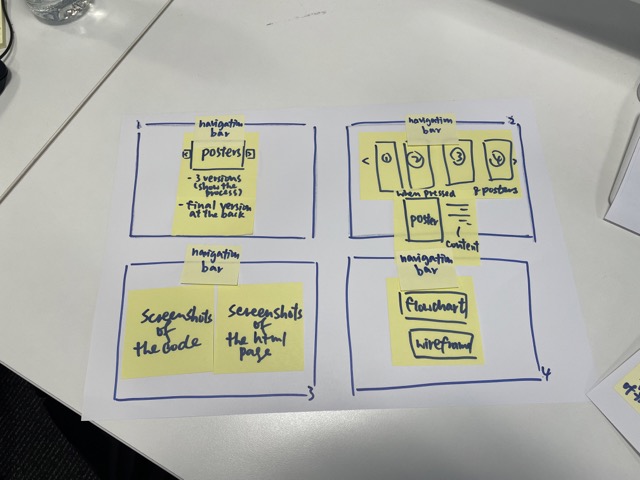 1
navigation
bar
< posters >
- 3 versions
(show the
process)
- final version
at the back
2
navigation
bar
< 1 2 3 4 >
when pressed
8 posters
poster
content
navigation
bar
screenshots
of
the code
screenshots
of
the html
page
3
navigation
bar
flowchart
wireframe
4